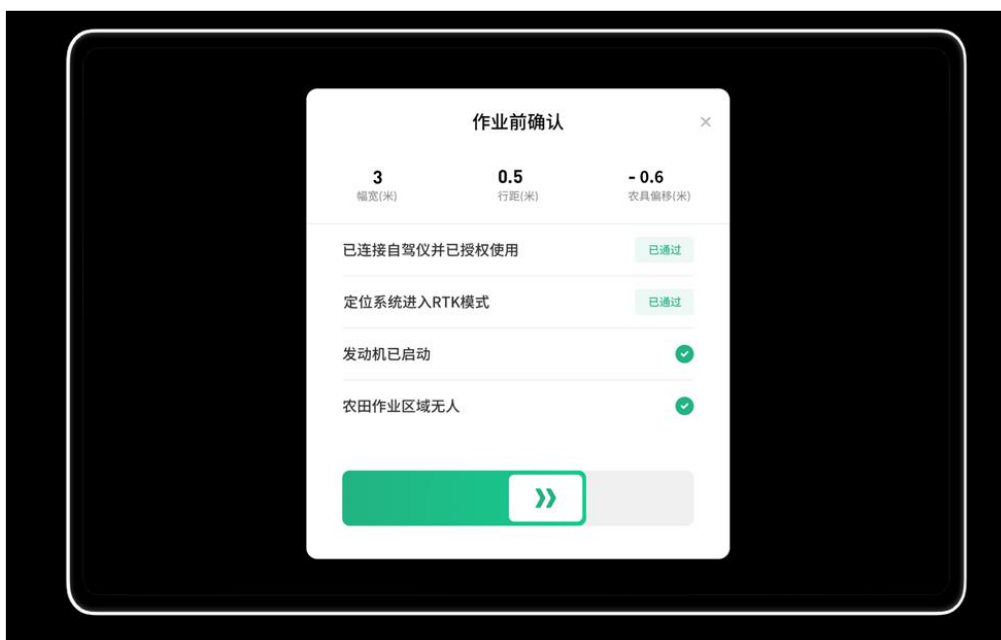 作业前确认
3 0.5 - 0.6
幅宽(米) 行距(米) 农具偏移(米)
已连接自驾仪并已授权使用 已通过
定位系统进入RTK模式 已通过
发动机已启动
农田作业区域无人